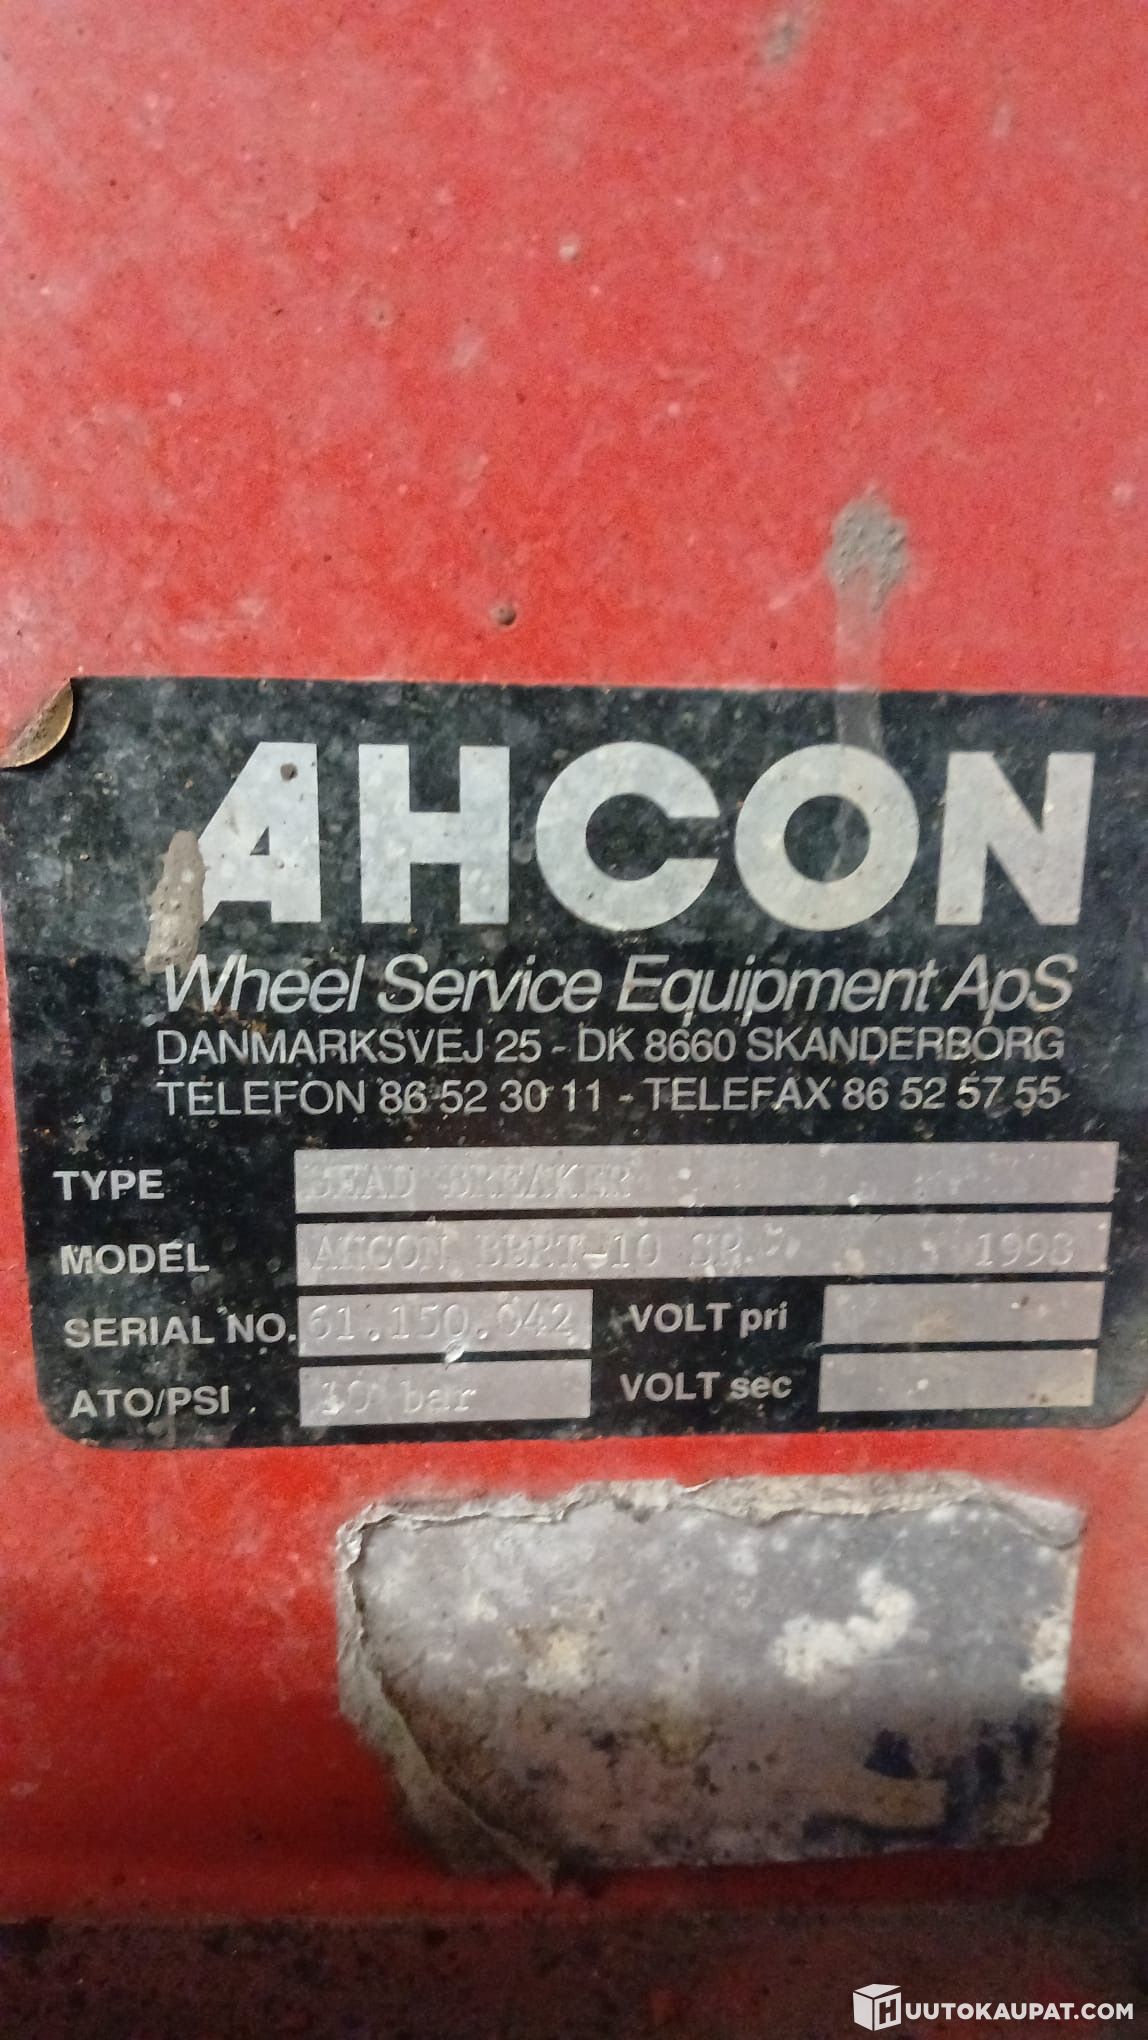 AHCON
Wheel Service Equipment ApS
DANMARKSVEJ 25 - DK 8660 SKANDERBORG
TELEFON 86 52 30 11 - TELEFAX 86 52 57 55
TYPE BEAD BREAKER
MODEL AHCON BERT-10 SR 1998
SERIAL NO. 61.150.042 VOLT pri
ATO/PSI 10 bar VOLT sec
HUUTOKAUPAT.COM